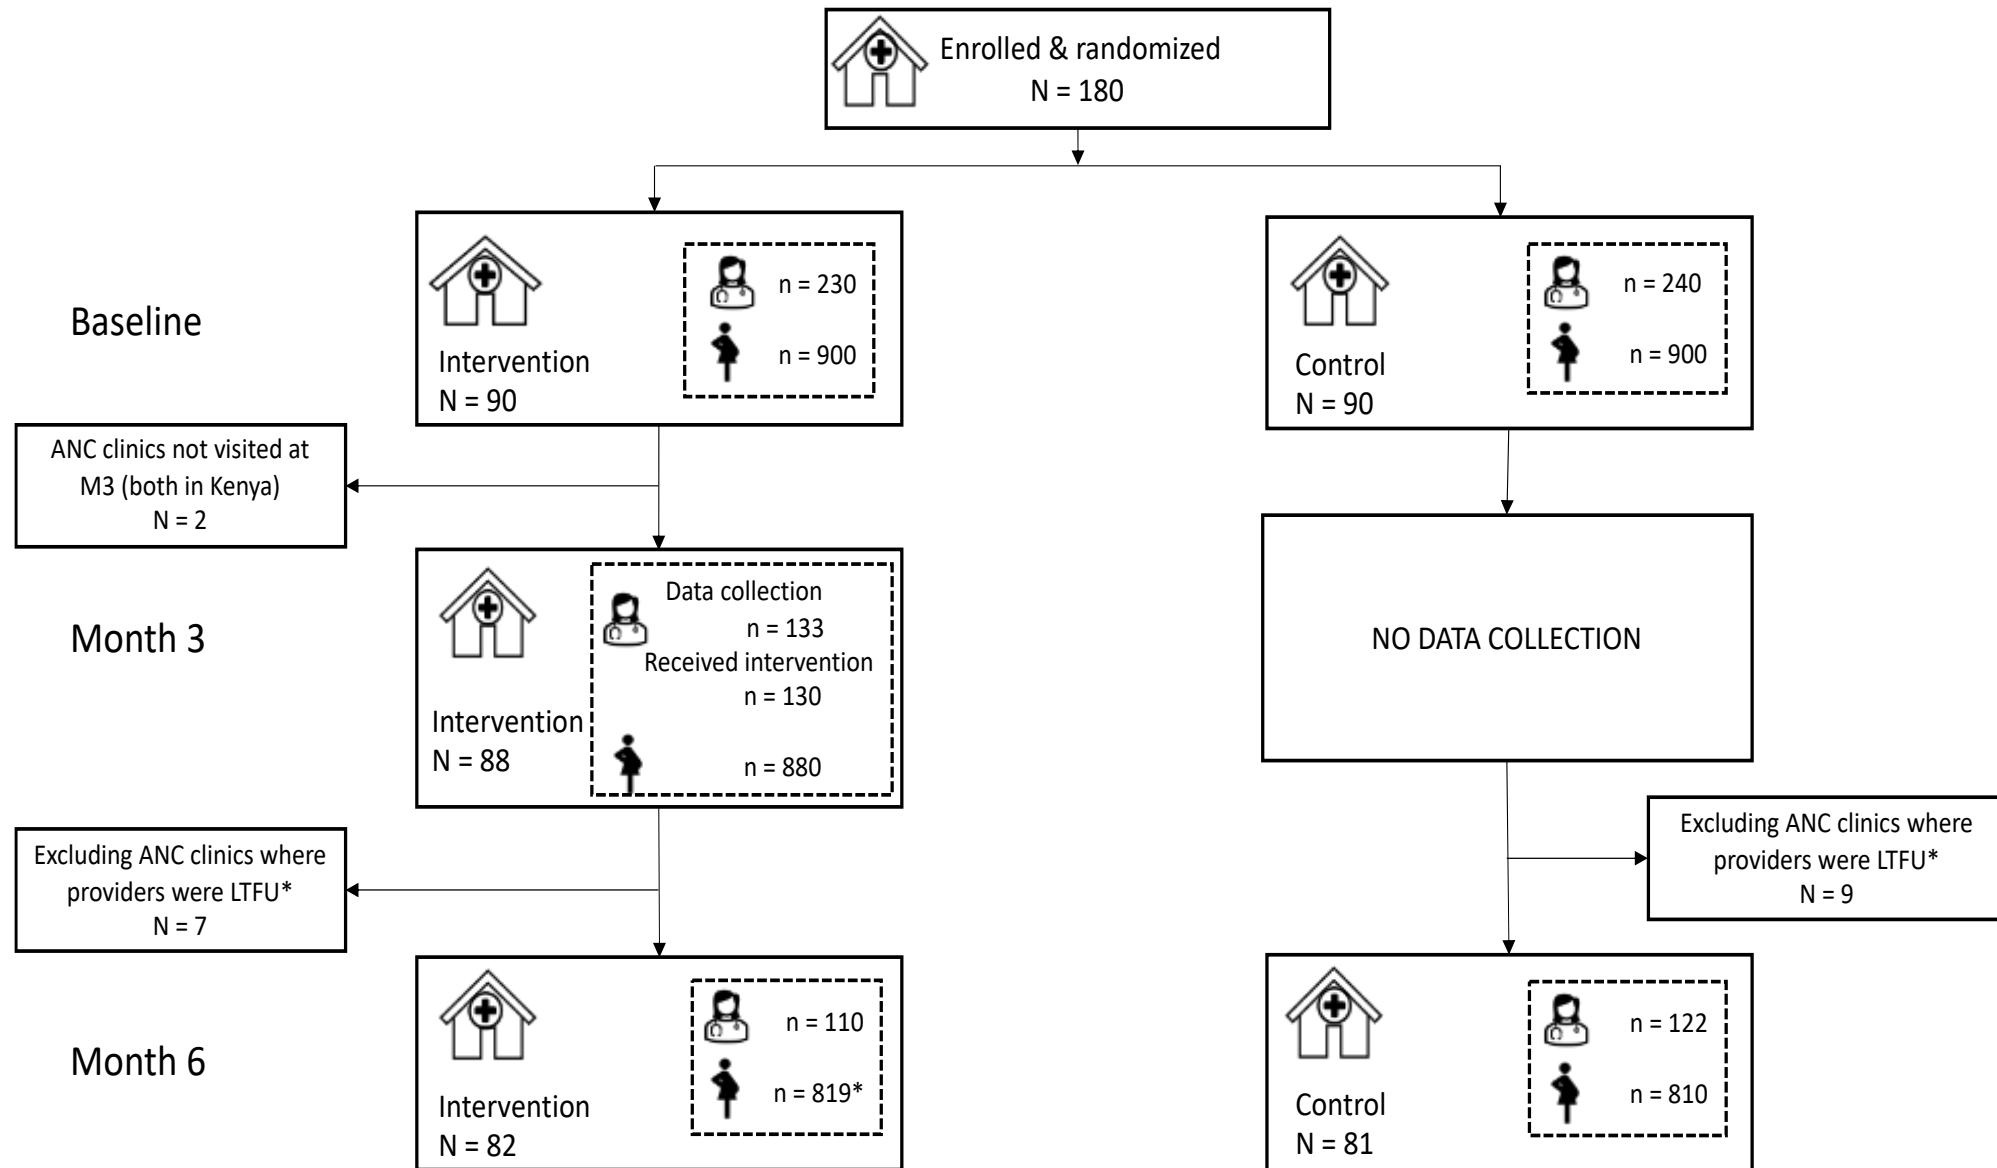 Enrolled & randomized
N = 180
Baseline
Intervention
N = 90
n = 230
n = 900
Control
N = 90
n = 240
n = 900
ANC clinics not visited at
M3 (both in Kenya)
N = 2
Month 3
Intervention
N = 88
Data collection
n = 133
Received intervention
n = 130
n = 880
NO DATA COLLECTION
Excluding ANC clinics where
providers were LTFU*
N = 7
Excluding ANC clinics where
providers were LTFU*
N = 9
Month 6
Intervention
N = 82
n = 110
n = 819*
Control
N = 81
n = 122
n = 810